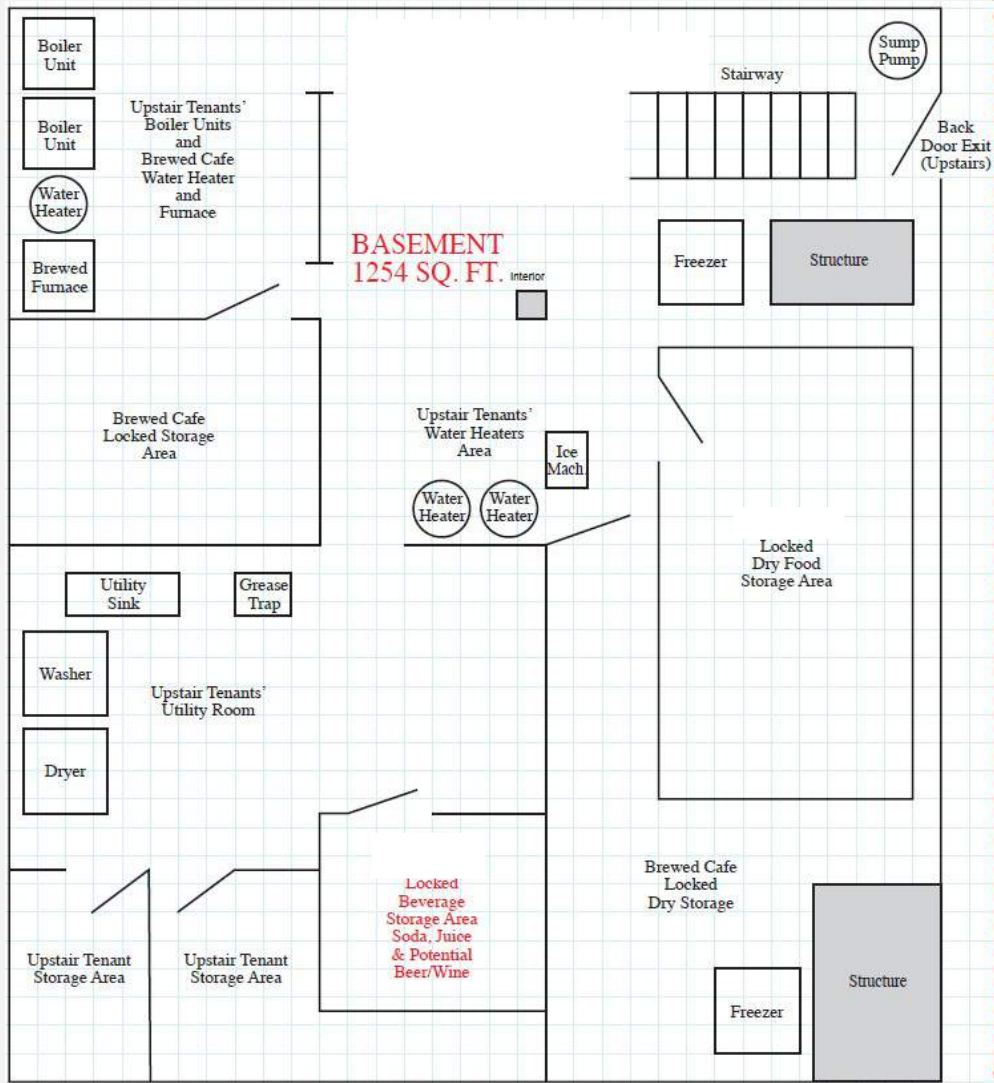 Boiler
Unit
Sump
Pump
Stairway
Upstair Tenants'
Boiler Units
and
Brewed Cafe
Water Heater
and
Furnace
Boiler
Unit
Back
Door Exit
(Upstairs)
Water
Heater
BASEMENT
1254 SQ. FT.
Interior
Brewed
Furnace
Freezer
Structure
Brewed Cafe
Locked Storage
Area
Upstair Tenants'
Water Heaters
Area
Ice
Mach.
Water
Heater
Water
Heater
Locked
Dry Food
Storage Area
Utility
Sink
Grease
Trap
Washer
Upstair Tenants'
Utility Room
Dryer
Locked
Beverage
Storage Area
Soda, Juice
& Potential
Beer/Wine
Brewed Cafe
Locked
Dry Storage
Upstair Tenant
Storage Area
Upstair Tenant
Storage Area
Freezer
Structure